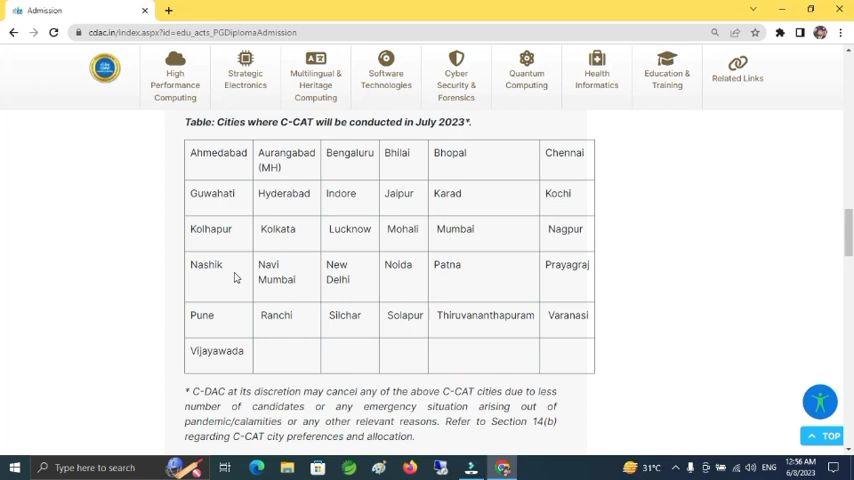 Admission
cdac.in/index.aspx?id=edu_acts_PGDiplomaAdmission
High Performance Computing
Strategic Electronics
Multilingual & Heritage Computing
Software Technologies
Cyber Security & Forensics
Quantum Computing
Health Informatics
Education & Training
Related Links
Table: Cities where C-CAT will be conducted in July 2023*.
Ahmedabad Aurangabad (MH) Bengaluru Bhilai Bhopal Chennai
Guwahati Hyderabad Indore Jaipur Karad Kochi
Kolhapur Kolkata Lucknow Mohali Mumbai Nagpur
Nashik Navi Mumbai New Delhi Noida Patna Prayagraj
Pune Ranchi Silchar Solapur Thiruvananthapuram Varanasi
Vijayawada
* C-DAC at its discretion may cancel any of the above C-CAT cities due to less
number of candidates or any emergency situation arising out of
pandemic/calamities or any other relevant reasons. Refer to Section 14(b)
regarding C-CAT city preferences and allocation.
TOP
Type here to search
31°C
ENG
12:56 AM
6/8/2023